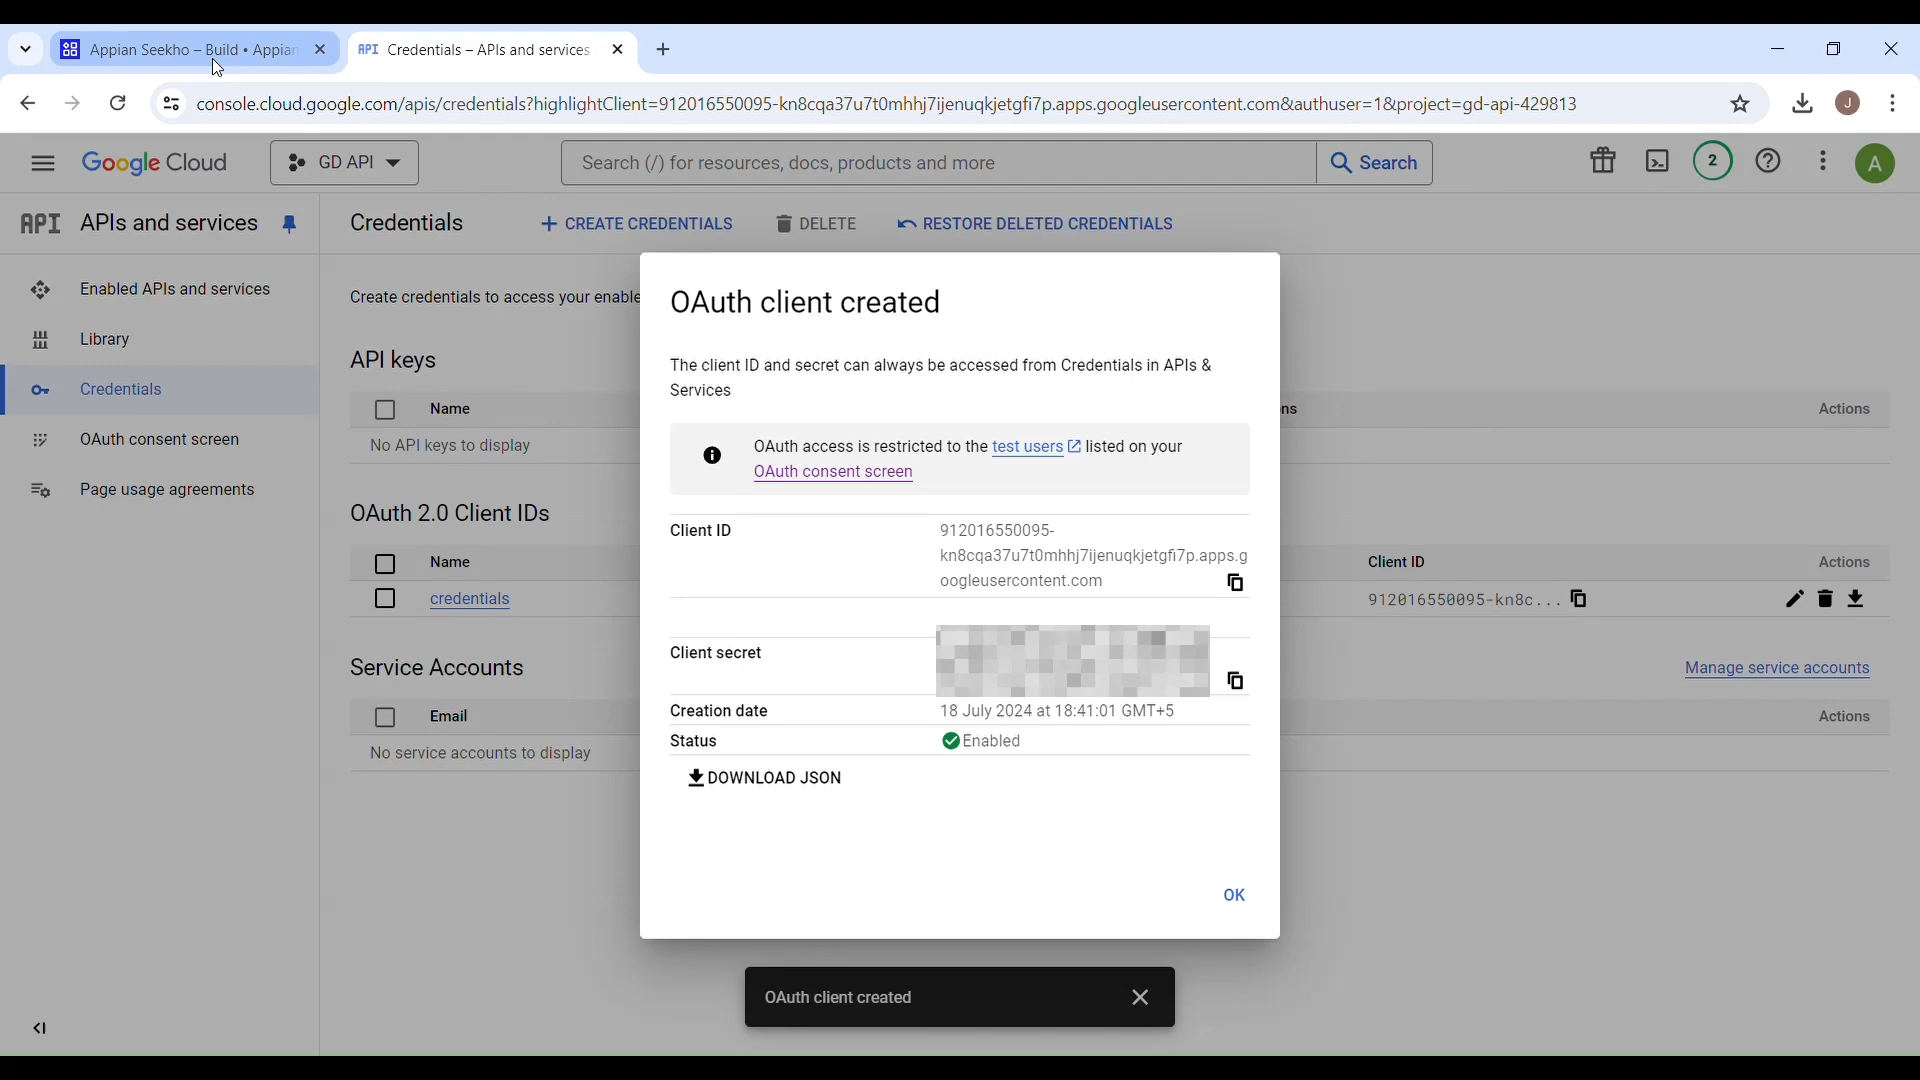 Appian Seekho – Build • Appian
API Credentials – APIs and services
console.cloud.google.com/apis/credentials?highlightClient=912016550095-kn8cqa37u7t0mhhj7ijenuqkjetgfi7p.apps.googleusercontent.com&authuser=1&project=gd-api-429813
J
Google Cloud
GD API
Search (/) for resources, docs, products and more
Search
2
A
API APIs and services
Credentials
CREATE CREDENTIALS
DELETE
RESTORE DELETED CREDENTIALS
Enabled APIs and services
Library
Credentials
OAuth consent screen
Page usage agreements
Create credentials to access your enable
API keys
Name
ns
Actions
No API keys to display
OAuth 2.0 Client IDs
Name
Client ID
Actions
credentials
912016550095-kn8c...
Service Accounts
Manage service accounts
Email
Actions
No service accounts to display
OAuth client created
The client ID and secret can always be accessed from Credentials in APIs &
Services
OAuth access is restricted to the test users listed on your
OAuth consent screen
Client ID
912016550095-
kn8cqa37u7t0mhhj7ijenuqkjetgfi7p.apps.g
oogleusercontent.com
Client secret
Creation date
18 July 2024 at 18:41:01 GMT+5
Status
Enabled
DOWNLOAD JSON
OK
OAuth client created